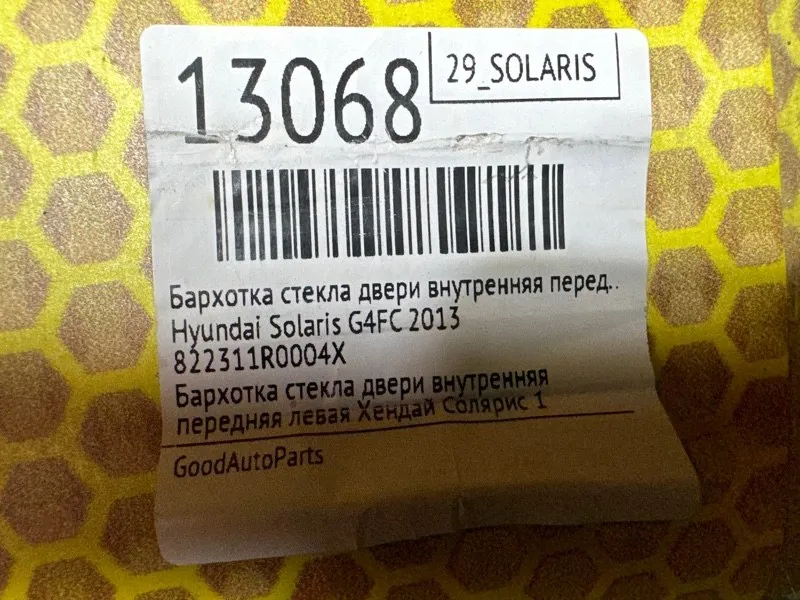 13068
29_SOLARIS
Бархотка стекла двери внутренняя перед..
Hyundai Solaris G4FC 2013
822311R0004X
Бархотка стекла двери внутренняя
передняя левая Хендай Солярис 1
GoodAutoParts